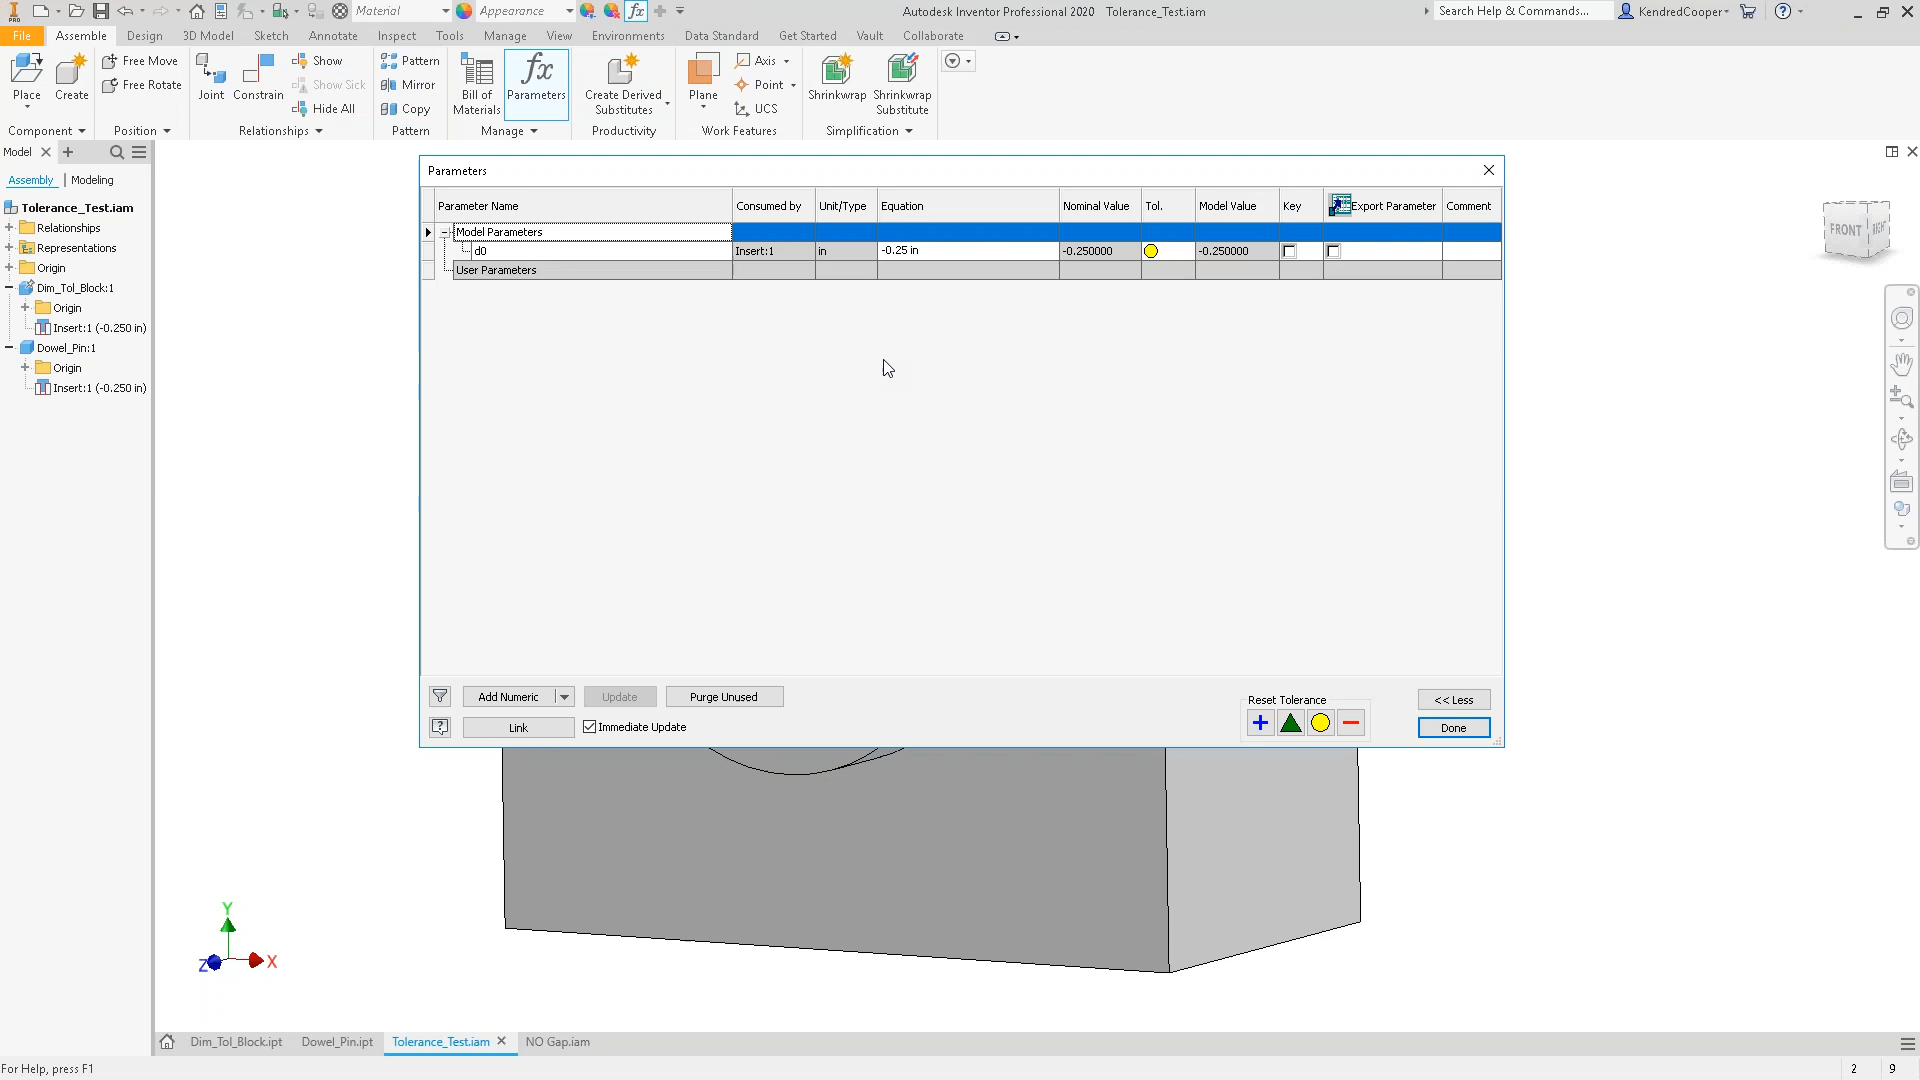 Material
Appearance
fx
Autodesk Inventor Professional 2020 Tolerance_Test.iam
Search Help & Commands...
KendredCooper
PRO
File Assemble Design 3D Model Sketch Annotate Inspect Tools Manage View Environments Data Standard Get Started Vault Collaborate
Place
Create
Component
Free Move
Free Rotate
Position
Joint
Constrain
Show
Show Sick
Hide All
Relationships
Pattern
Mirror
Copy
Pattern
Bill of
Materials
fx
Parameters
Manage
Create Derived
Substitutes
Productivity
Plane
Axis
Point
UCS
Work Features
Shrinkwrap
Shrinkwrap
Substitute
Simplification
Model
Assembly | Modeling
Tolerance_Test.iam
Relationships
Representations
Origin
Dim_Tol_Block:1
Origin
Insert:1 (-0.250 in)
Dowel_Pin:1
Origin
Insert:1 (-0.250 in)
Parameters
Parameter Name Consumed by Unit/Type Equation Nominal Value Tol. Model Value Key Export Parameter Comment
Model Parameters
d0 Insert:1 in -0.25 in -0.250000 -0.250000
User Parameters
Add Numeric Update Purge Unused
Link Immediate Update
Reset Tolerance
<< Less
Done
FRONT RIGHT
Y
Z X
Dim_Tol_Block.ipt Dowel_Pin.ipt Tolerance_Test.iam NO Gap.iam
For Help, press F1
2 9